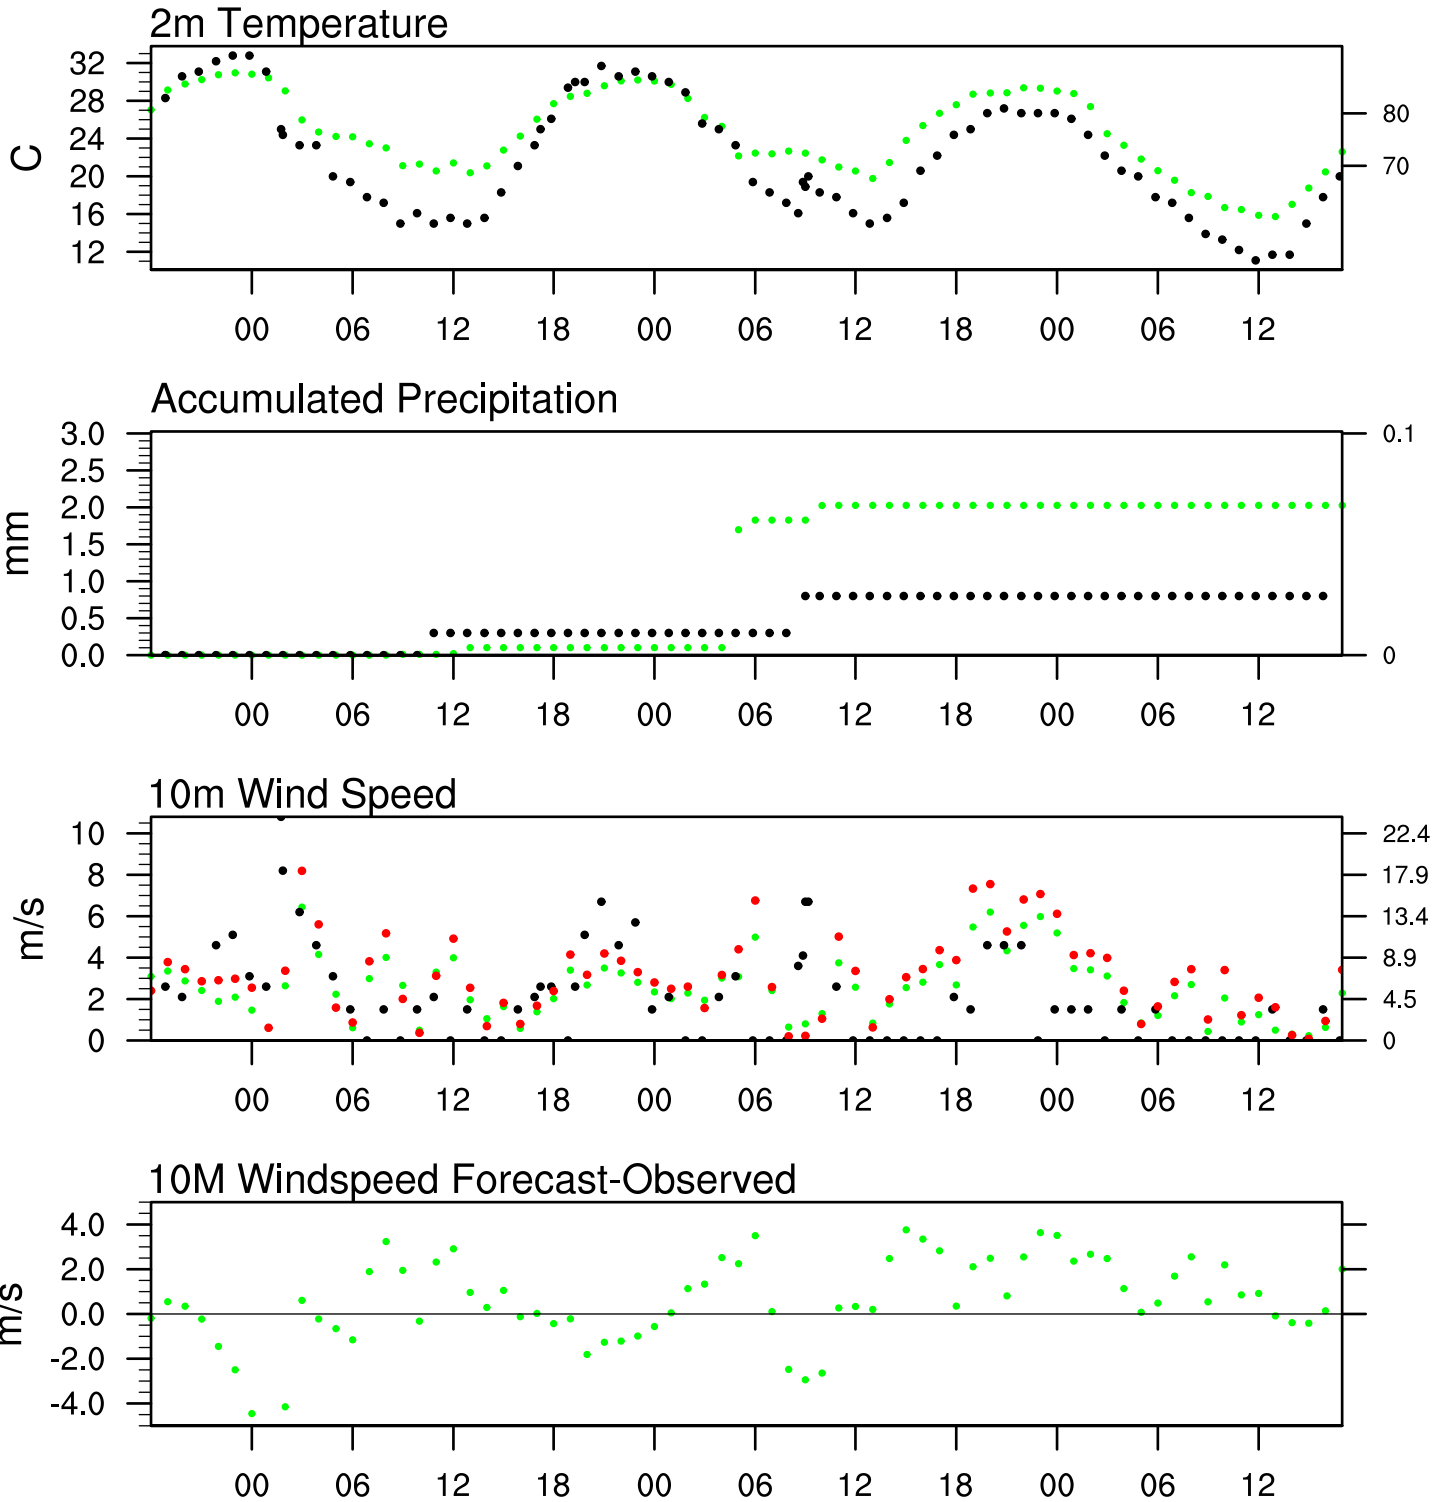 2m Temperature
32
28
24
20
16
12
C
80
70
00 06 12 18 00 06 12 18 00 06 12
Accumulated Precipitation
3.0
2.5
2.0
1.5
1.0
0.5
0.0
mm
0.1
0
00 06 12 18 00 06 12 18 00 06 12
10m Wind Speed
10
8
6
4
2
0
m/s
22.4
17.9
13.4
8.9
4.5
0
00 06 12 18 00 06 12 18 00 06 12
10M Windspeed Forecast-Observed
4.0
2.0
0.0
-2.0
-4.0
m/s
00 06 12 18 00 06 12 18 00 06 12